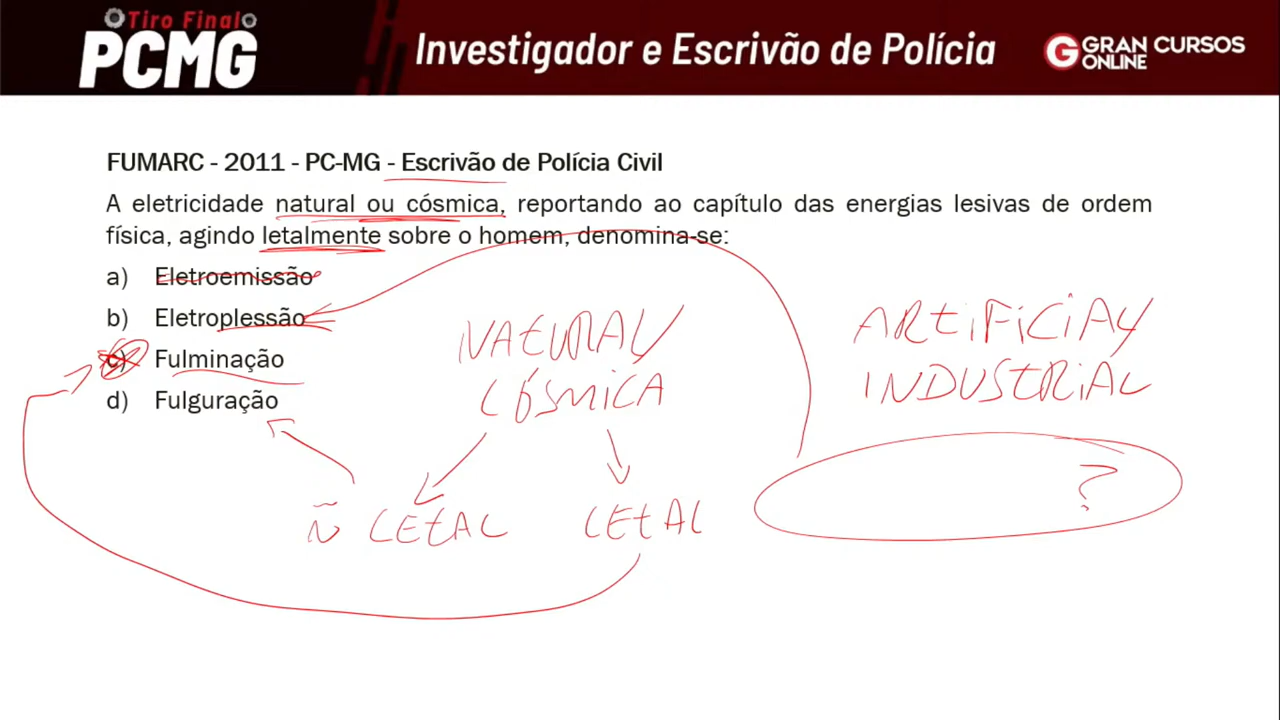 Tiro Final
PCMG
Investigador e Escrivão de Polícia
G GRAN CURSOS
ONLINE
FUMARC - 2011 - PC-MG - Escrivão de Polícia Civil
A eletricidade natural ou cósmica, reportando ao capítulo das energias lesivas de ordem
física, agindo letalmente sobre o homem, denomina-se:
a) Eletroemissão
b) Eletroplessão
c) Fulminação
d) Fulguração
NATURAL/
CÓSMICA
ARTIFICIAL/
INDUSTRIAL
Ñ LETAL
LETAL
?